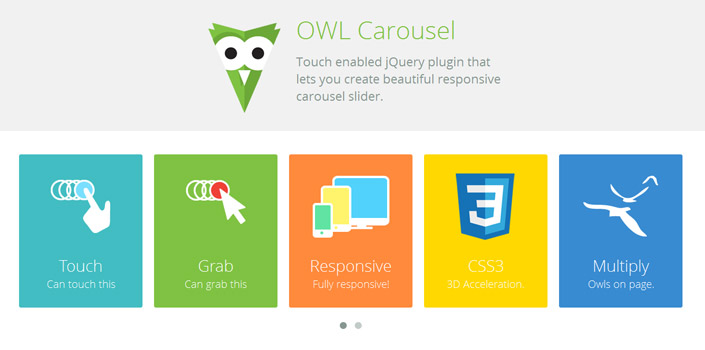 OWL Carousel
Touch enabled jQuery plugin that
lets you create beautiful responsive
carousel slider.
Touch
Can touch this
Grab
Can grab this
Responsive
Fully responsive!
3
CSS3
3D Acceleration.
Multiply
Owls on page.